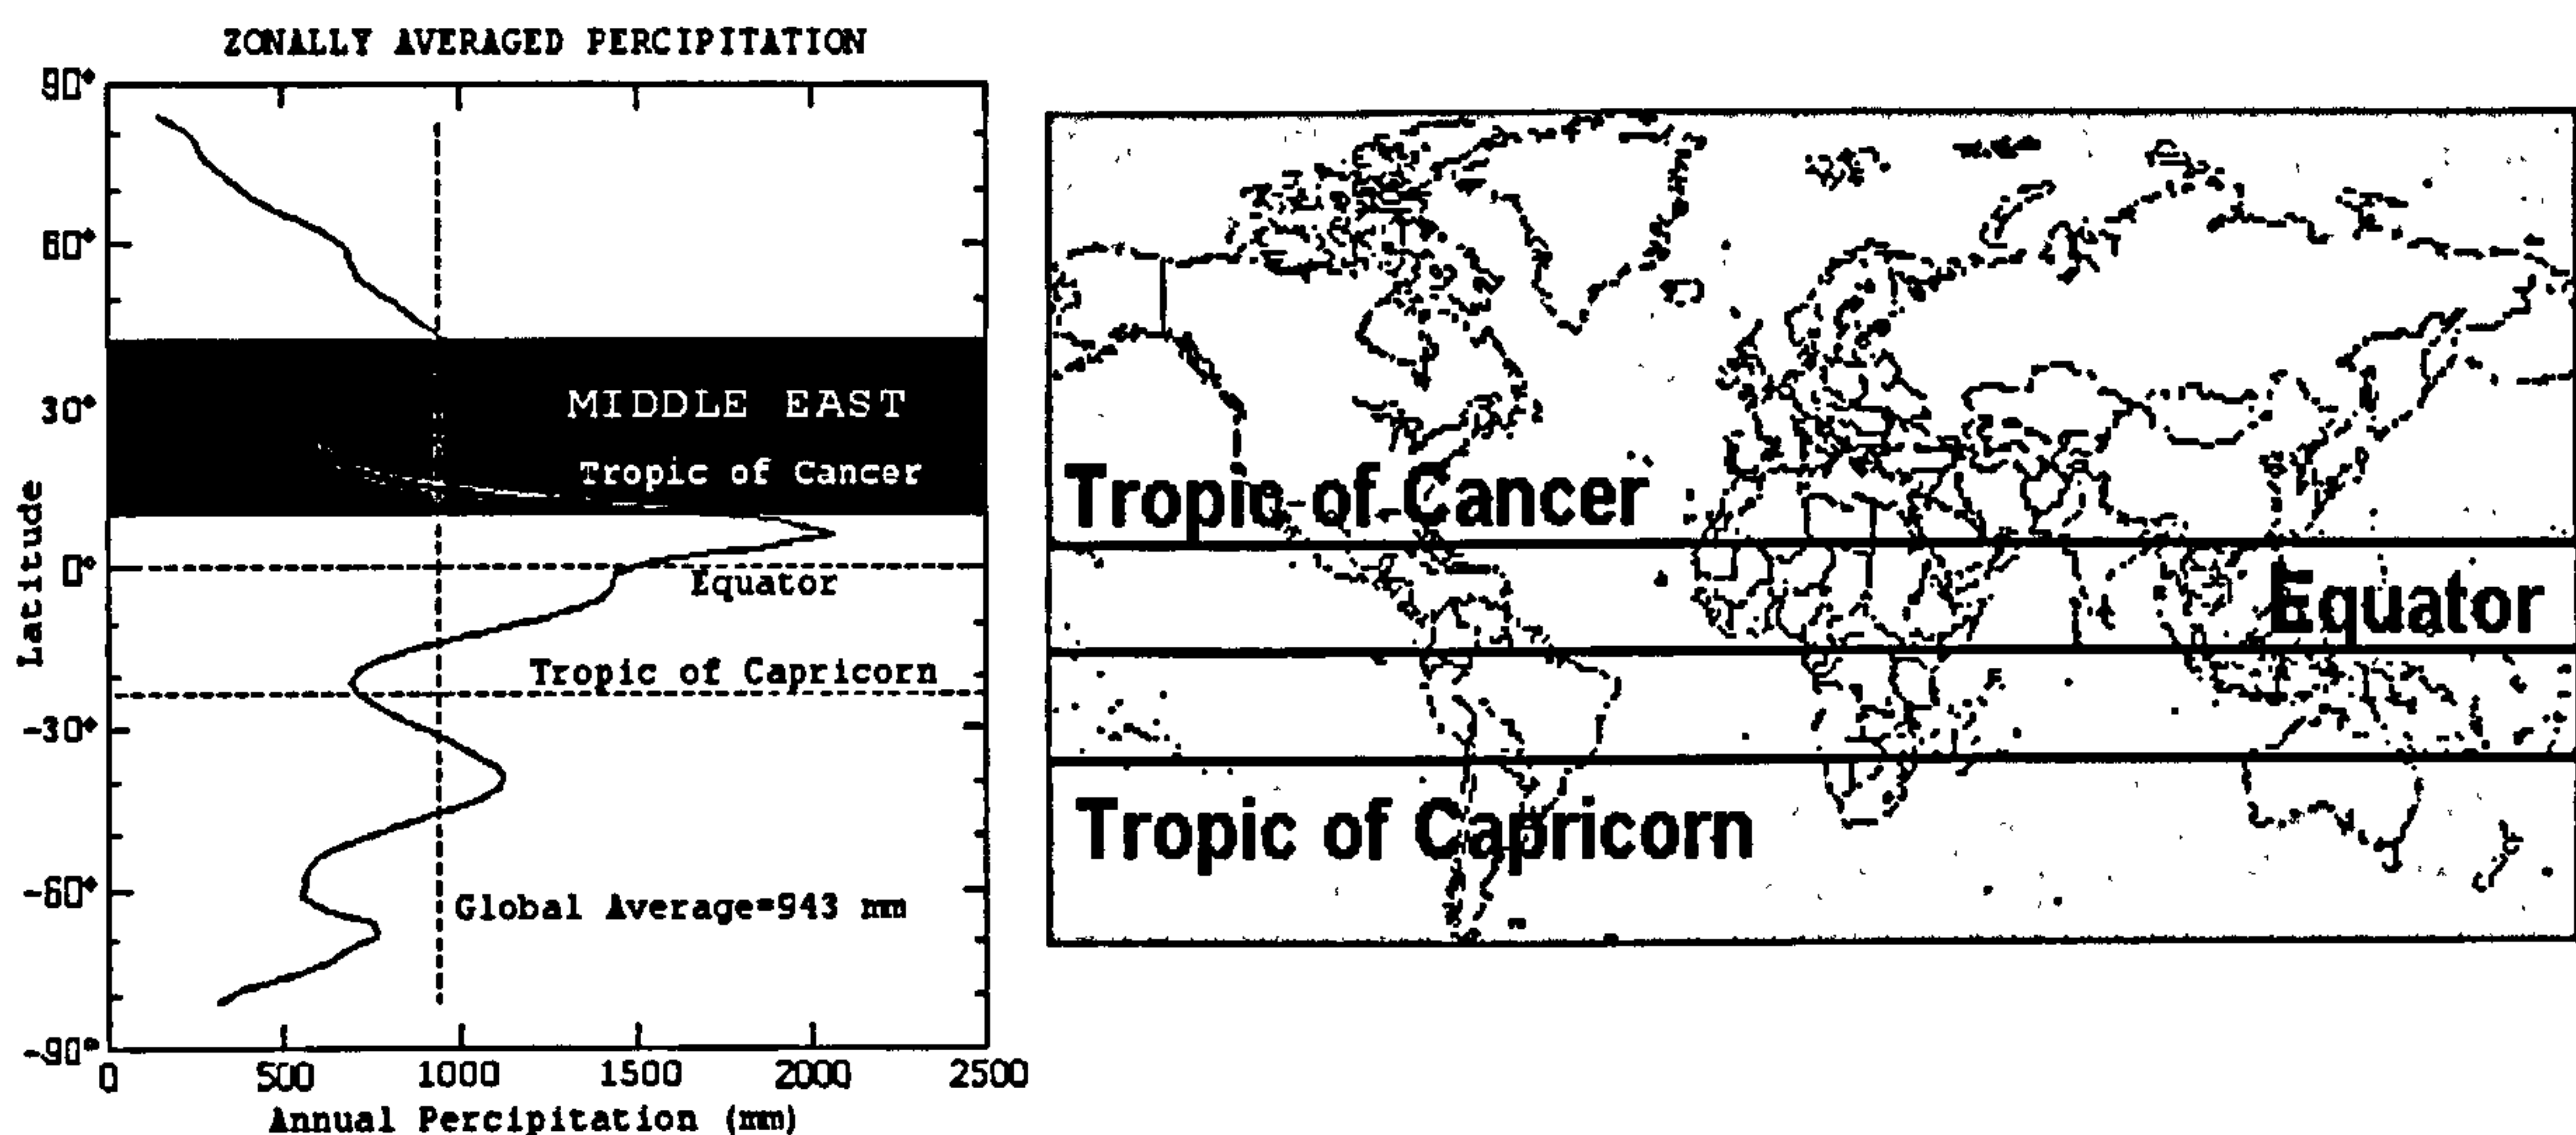 ZONALLY AVERAGED PERCIPITATION
90°
60°
30°
0°
-30°
-60°
-90°
Latitude
MIDDLE EAST
Tropic of Cancer
Equator
Tropic of Capricorn
Global Average=943 mm
0 500 1000 1500 2000 2500
Annual Percipitation (mm)
Tropic of Cancer
Equator
Tropic of Capricorn